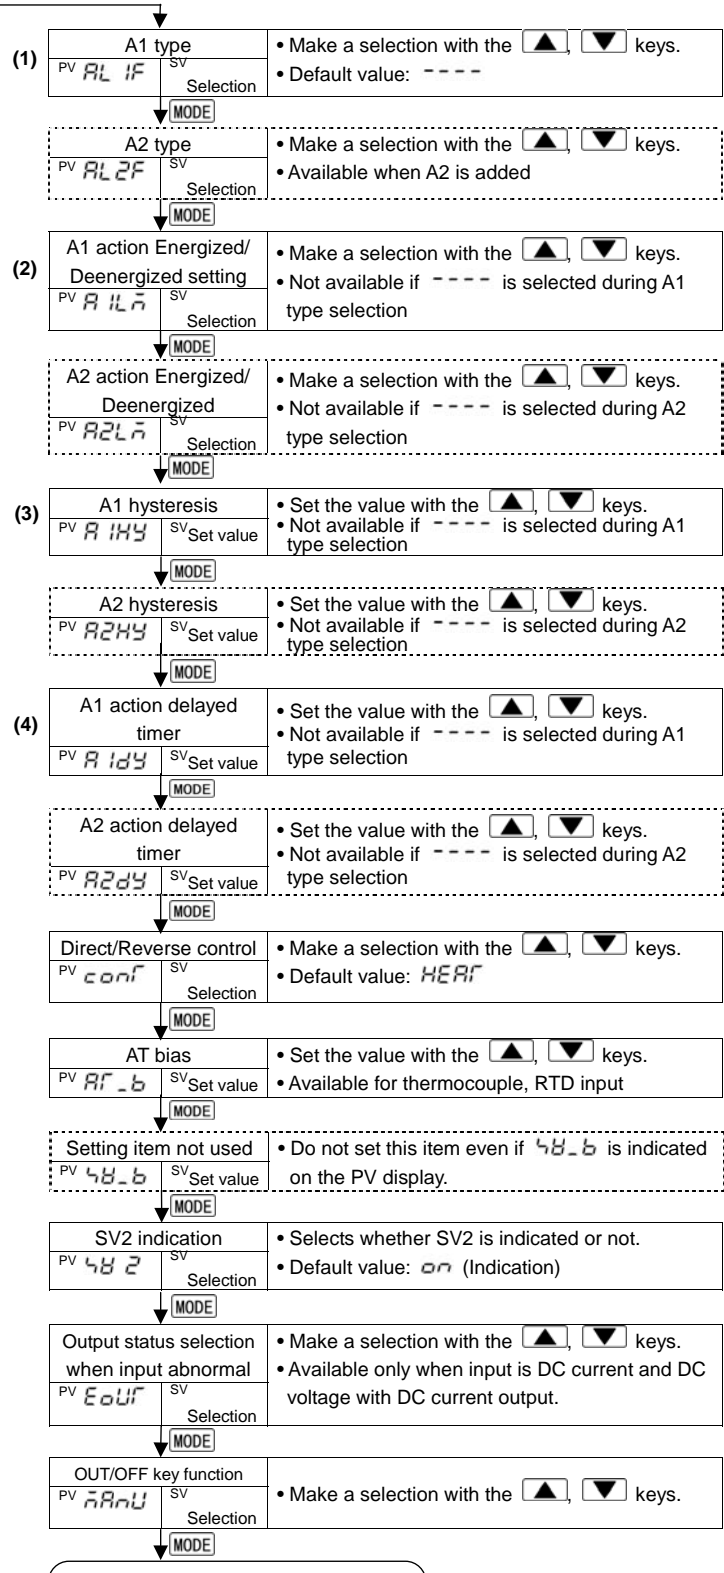 (1)
A1 type
PV AL1F SV Selection
• Make a selection with the ▲, ▼ keys.
• Default value: ----
MODE
A2 type
PV AL2F SV Selection
• Make a selection with the ▲, ▼ keys.
• Available when A2 is added
MODE
(2)
A1 action Energized/
Deenergized setting
PV A1LM SV Selection
• Make a selection with the ▲, ▼ keys.
• Not available if ---- is selected during A1
type selection
MODE
A2 action Energized/
Deenergized
PV A2LM SV Selection
• Make a selection with the ▲, ▼ keys.
• Not available if ---- is selected during A2
type selection
MODE
(3)
A1 hysteresis
PV A1HY SV Set value
• Set the value with the ▲, ▼ keys.
• Not available if ---- is selected during A1
type selection
MODE
A2 hysteresis
PV A2HY SV Set value
• Set the value with the ▲, ▼ keys.
• Not available if ---- is selected during A2
type selection
MODE
(4)
A1 action delayed
timer
PV A1dY SV Set value
• Set the value with the ▲, ▼ keys.
• Not available if ---- is selected during A1
type selection
MODE
A2 action delayed
timer
PV A2dY SV Set value
• Set the value with the ▲, ▼ keys.
• Not available if ---- is selected during A2
type selection
MODE
Direct/Reverse control
PV conT SV Selection
• Make a selection with the ▲, ▼ keys.
• Default value: HEAT
MODE
AT bias
PV AT_b SV Set value
• Set the value with the ▲, ▼ keys.
• Available for thermocouple, RTD input
MODE
Setting item not used
PV SV_b SV Set value
• Do not set this item even if SV_b is indicated
on the PV display.
MODE
SV2 indication
PV SV 2 SV Selection
• Selects whether SV2 is indicated or not.
• Default value: on (Indication)
MODE
Output status selection
when input abnormal
PV EoUT SV Selection
• Make a selection with the ▲, ▼ keys.
• Available only when input is DC current and DC
voltage with DC current output.
MODE
OUT/OFF key function
PV MAnU SV Selection
• Make a selection with the ▲, ▼ keys.
MODE